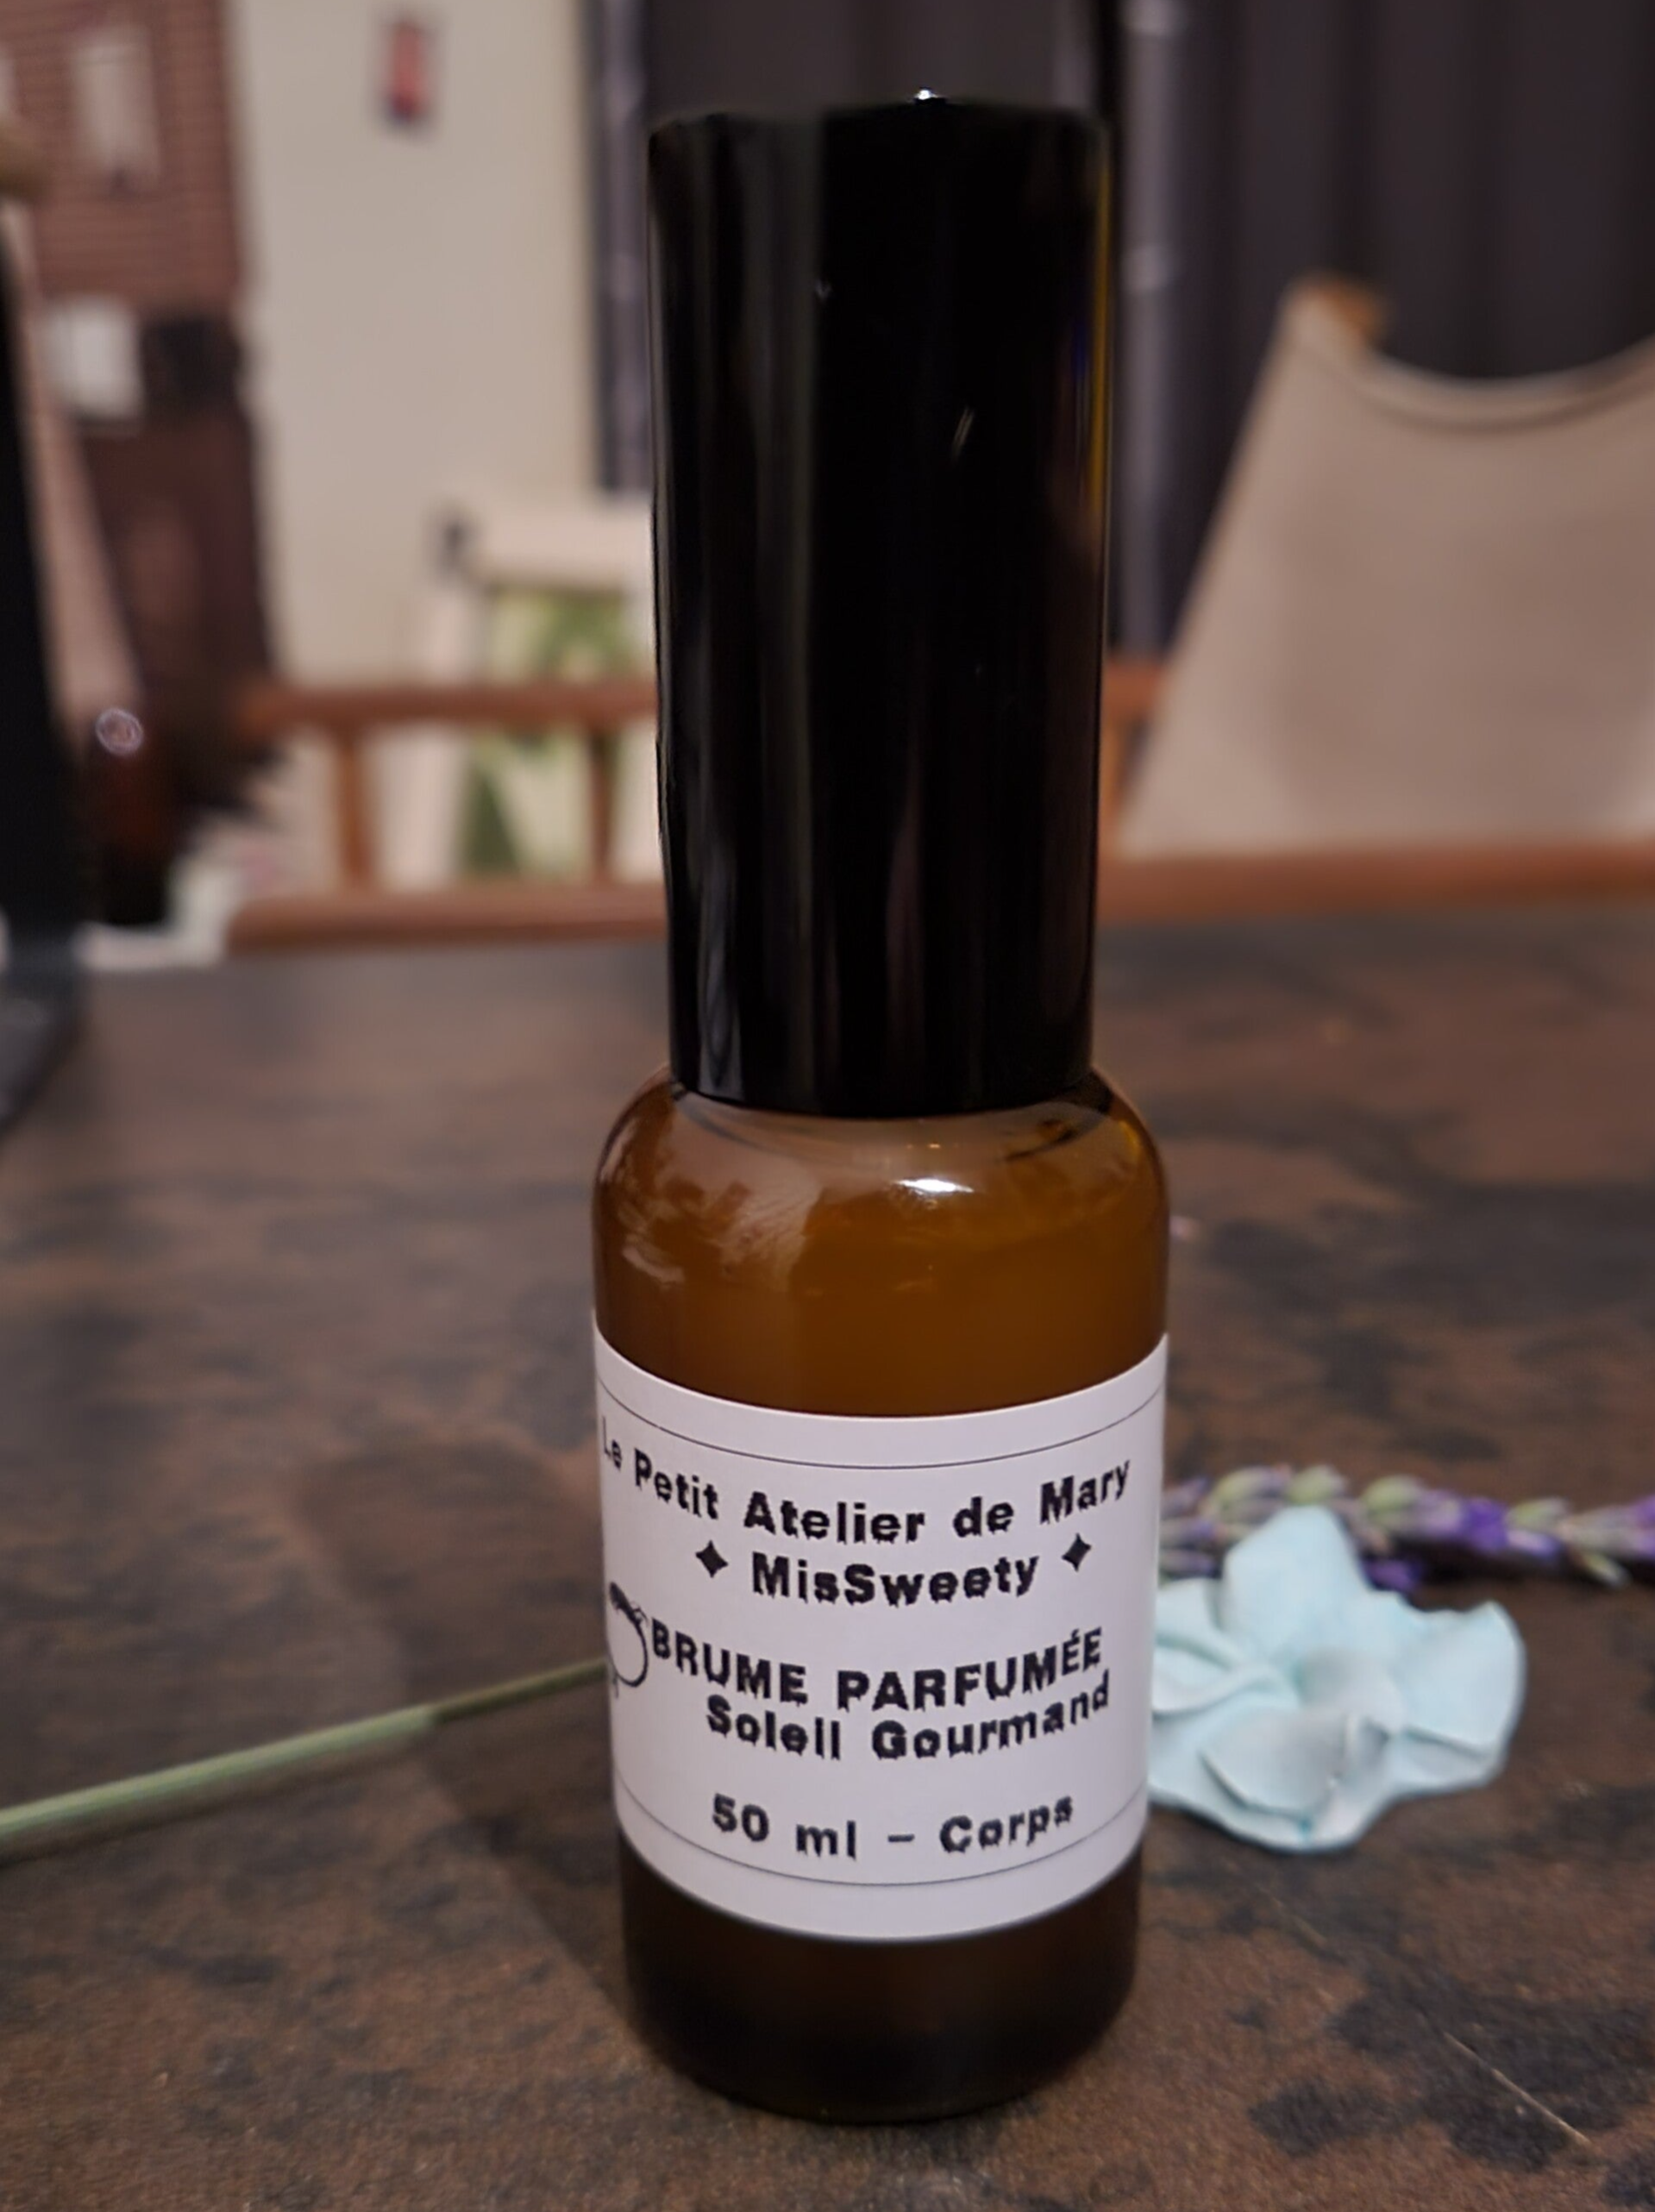 Le Petit Atelier de Mary
✦ MisSweety ✦
BRUME PARFUMÉE
Soleil Gourmand
50 ml – Corps